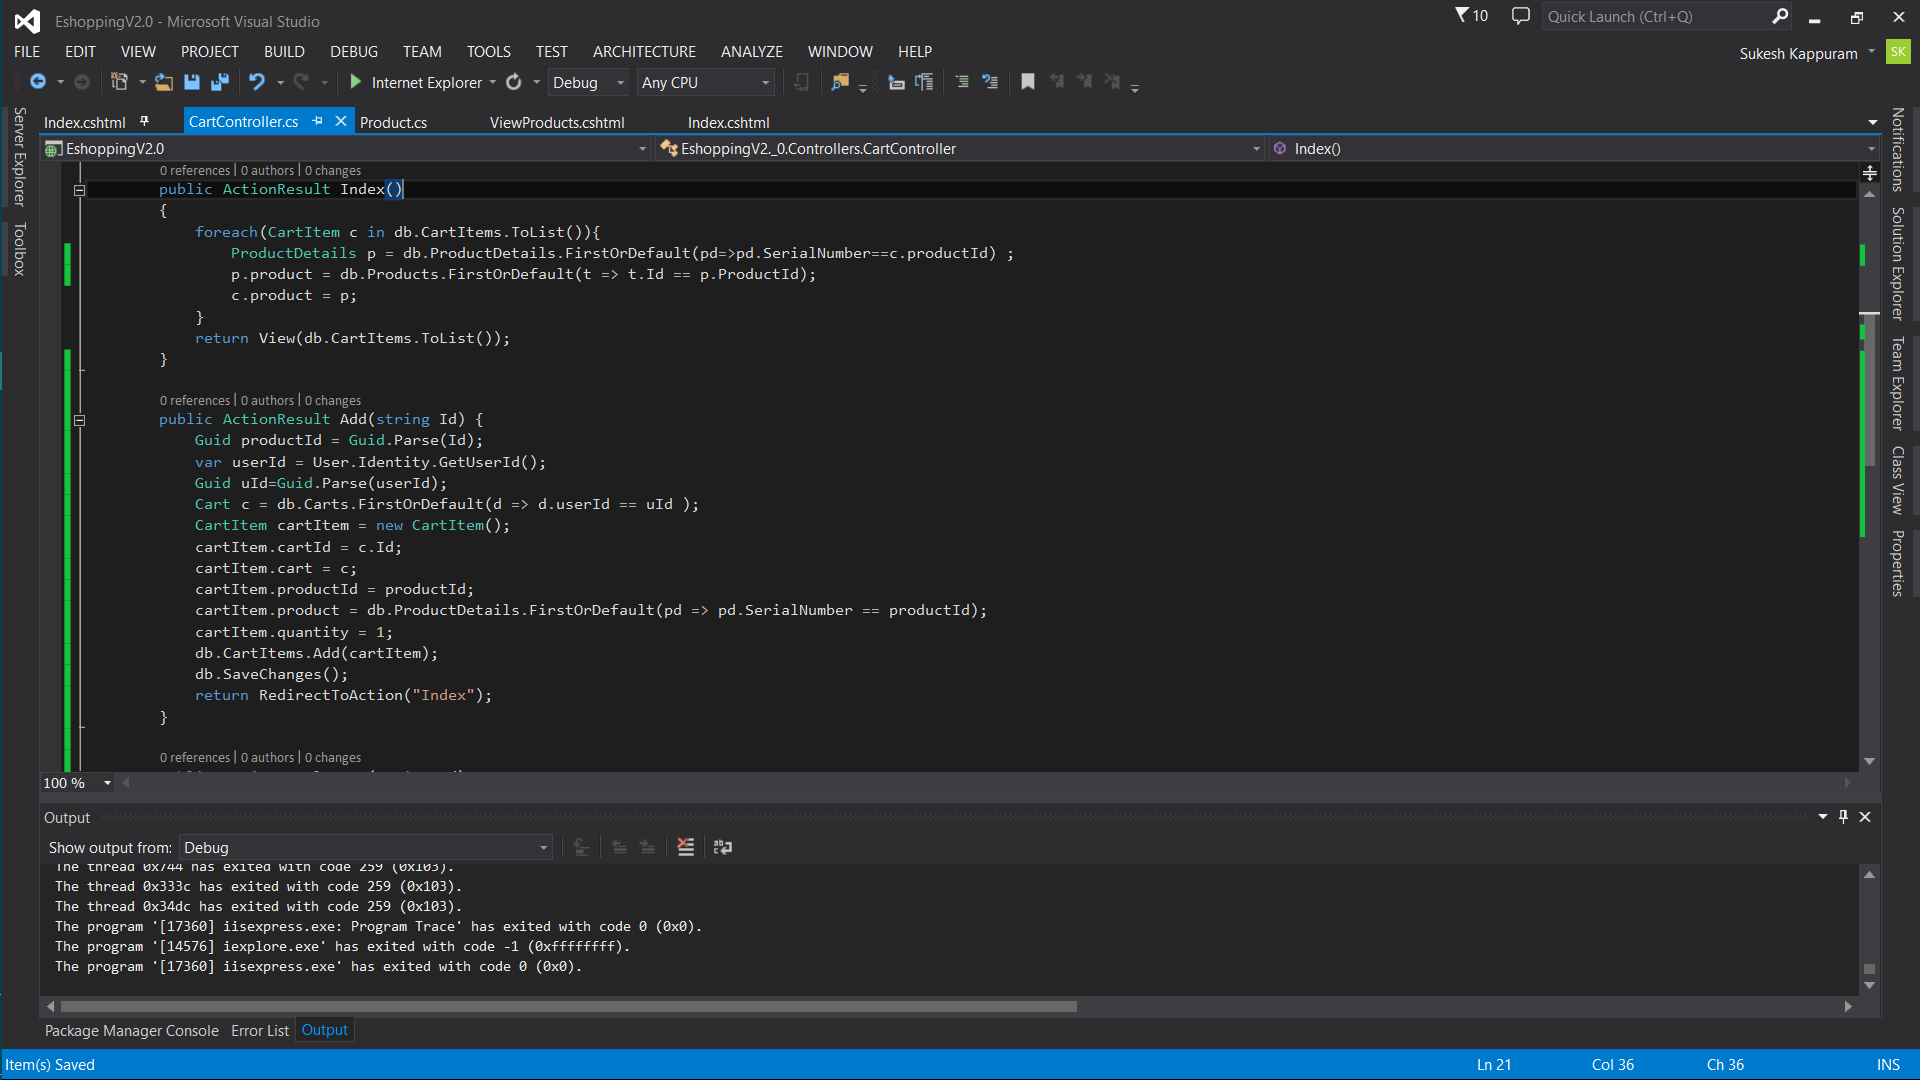 EshoppingV2.0 - Microsoft Visual Studio
10
Quick Launch (Ctrl+Q)
FILE EDIT VIEW PROJECT BUILD DEBUG TEAM TOOLS TEST ARCHITECTURE ANALYZE WINDOW HELP
Sukesh Kappuram
SK
Internet Explorer
Debug
Any CPU
Server Explorer
Toolbox
Index.cshtml
CartController.cs
Product.cs
ViewProducts.cshtml
Index.cshtml
EshoppingV2.0
EshoppingV2._0.Controllers.CartController
Index()
0 references | 0 authors | 0 changes
public ActionResult Index()
{
foreach(CartItem c in db.CartItems.ToList()){
ProductDetails p = db.ProductDetails.FirstOrDefault(pd=>pd.SerialNumber==c.productId) ;
p.product = db.Products.FirstOrDefault(t => t.Id == p.ProductId);
c.product = p;
}
return View(db.CartItems.ToList());
}
0 references | 0 authors | 0 changes
public ActionResult Add(string Id) {
Guid productId = Guid.Parse(Id);
var userId = User.Identity.GetUserId();
Guid uId=Guid.Parse(userId);
Cart c = db.Carts.FirstOrDefault(d => d.userId == uId );
CartItem cartItem = new CartItem();
cartItem.cartId = c.Id;
cartItem.cart = c;
cartItem.productId = productId;
cartItem.product = db.ProductDetails.FirstOrDefault(pd => pd.SerialNumber == productId);
cartItem.quantity = 1;
db.CartItems.Add(cartItem);
db.SaveChanges();
return RedirectToAction("Index");
}
0 references | 0 authors | 0 changes
100 %
Notifications
Solution Explorer
Team Explorer
Class View
Properties
Output
Show output from: Debug
The thread 0x744 has exited with code 259 (0x103).
The thread 0x333c has exited with code 259 (0x103).
The thread 0x34dc has exited with code 259 (0x103).
The program '[17360] iisexpress.exe: Program Trace' has exited with code 0 (0x0).
The program '[14576] iexplore.exe' has exited with code -1 (0xffffffff).
The program '[17360] iisexpress.exe' has exited with code 0 (0x0).
Package Manager Console Error List Output
Item(s) Saved
Ln 21
Col 36
Ch 36
INS